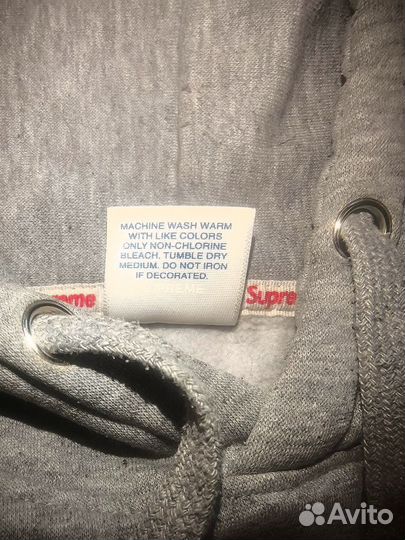 MACHINE WASH WARM
WITH LIKE COLORS
ONLY NON-CHLORINE
BLEACH. TUMBLE DRY
MEDIUM. DO NOT IRON
IF DECORATED.
reme
Supre
Avito